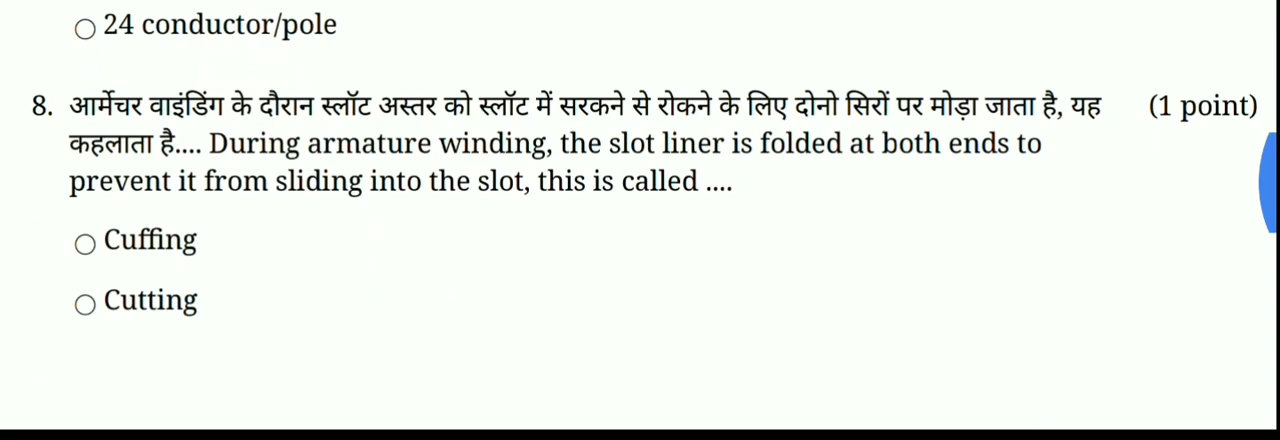 24 conductor/pole
8. आर्मेचर वाइंडिंग के दौरान स्लॉट अस्तर को स्लॉट में सरकने से रोकने के लिए दोनो सिरों पर मोड़ा जाता है, यह (1 point)
कहलाता है.... During armature winding, the slot liner is folded at both ends to
prevent it from sliding into the slot, this is called ....
Cuffing
Cutting